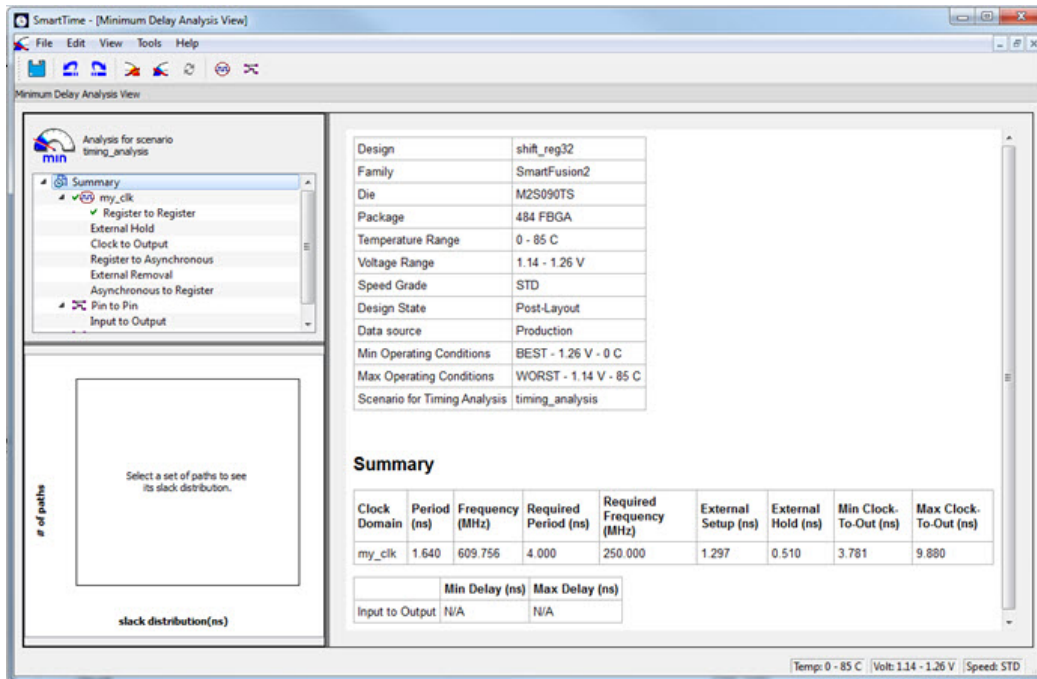 SmartTime - [Minimum Delay Analysis View]
File Edit View Tools Help
Minimum Delay Analysis View
min
Analysis for scenario
timing_analysis
Summary
my_clk
Register to Register
External Hold
Clock to Output
Register to Asynchronous
External Removal
Asynchronous to Register
Pin to Pin
Input to Output
# of paths
Select a set of paths to see
its slack distribution.
slack distribution(ns)
Design shift_reg32
Family SmartFusion2
Die M2S090TS
Package 484 FBGA
Temperature Range 0 - 85 C
Voltage Range 1.14 - 1.26 V
Speed Grade STD
Design State Post-Layout
Data source Production
Min Operating Conditions BEST - 1.26 V - 0 C
Max Operating Conditions WORST - 1.14 V - 85 C
Scenario for Timing Analysis timing_analysis
Summary
Clock Domain Period (ns) Frequency (MHz) Required Period (ns) Required Frequency (MHz) External Setup (ns) External Hold (ns) Min Clock-To-Out (ns) Max Clock-To-Out (ns)
my_clk 1.640 609.756 4.000 250.000 1.297 0.510 3.781 9.880
Min Delay (ns) Max Delay (ns)
Input to Output N/A N/A
Temp: 0 - 85 C Volt: 1.14 - 1.26 V Speed: STD